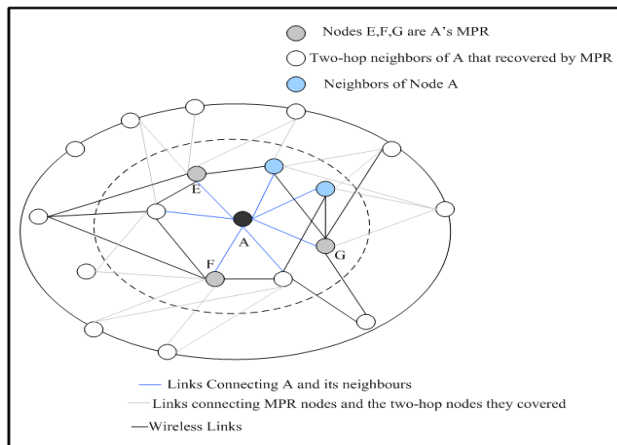 Nodes E,F,G are A's MPR
Two-hop neighbors of A that recovered by MPR
Neighbors of Node A
E
A
G
F
Links Connecting A and its neighbours
Links connecting MPR nodes and the two-hop nodes they covered
Wireless Links